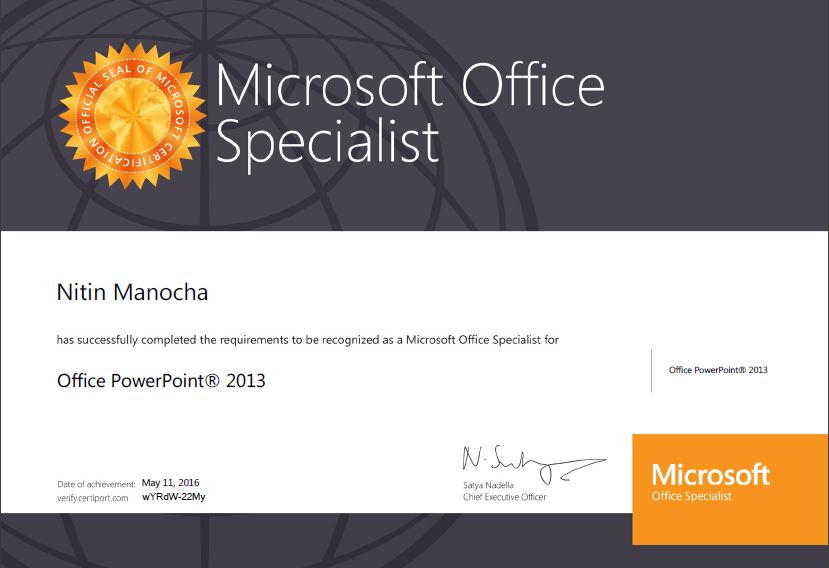 OFFICIAL SEAL OF MICROSOFT CERTIFICATION
Microsoft Office
Specialist
Nitin Manocha
has successfully completed the requirements to be recognized as a Microsoft Office Specialist for
Office PowerPoint® 2013
Office PowerPoint® 2013
Date of achievement: May 11, 2016
verify.certiport.com wYRdW-22My
Satya Nadella
Chief Executive Officer
Microsoft
Office Specialist